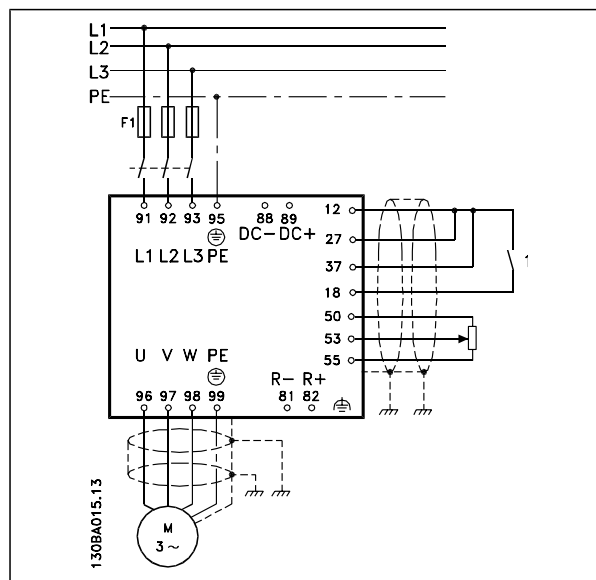 L1
L2
L3
PE
F1
91 92 93 95 88 89
DC- DC+
L1 L2 L3 PE
12
27
37
18
1
50
53
55
U V W PE
R- R+
96 97 98 99 81 82
M
3 ~
130BA015.13